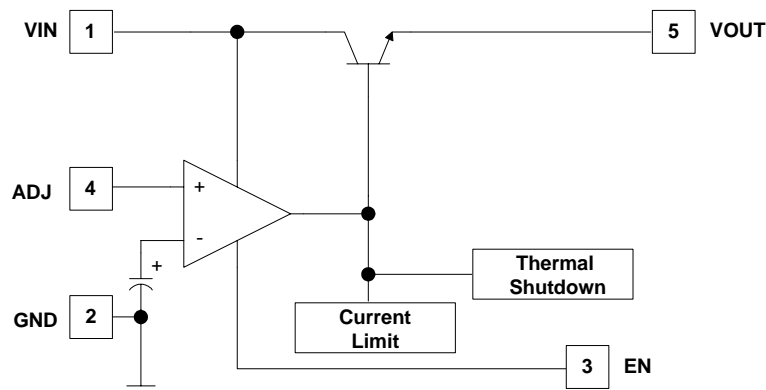 VIN 1
5 VOUT
ADJ 4
+
-
+
GND 2
Thermal
Shutdown
Current
Limit
3 EN